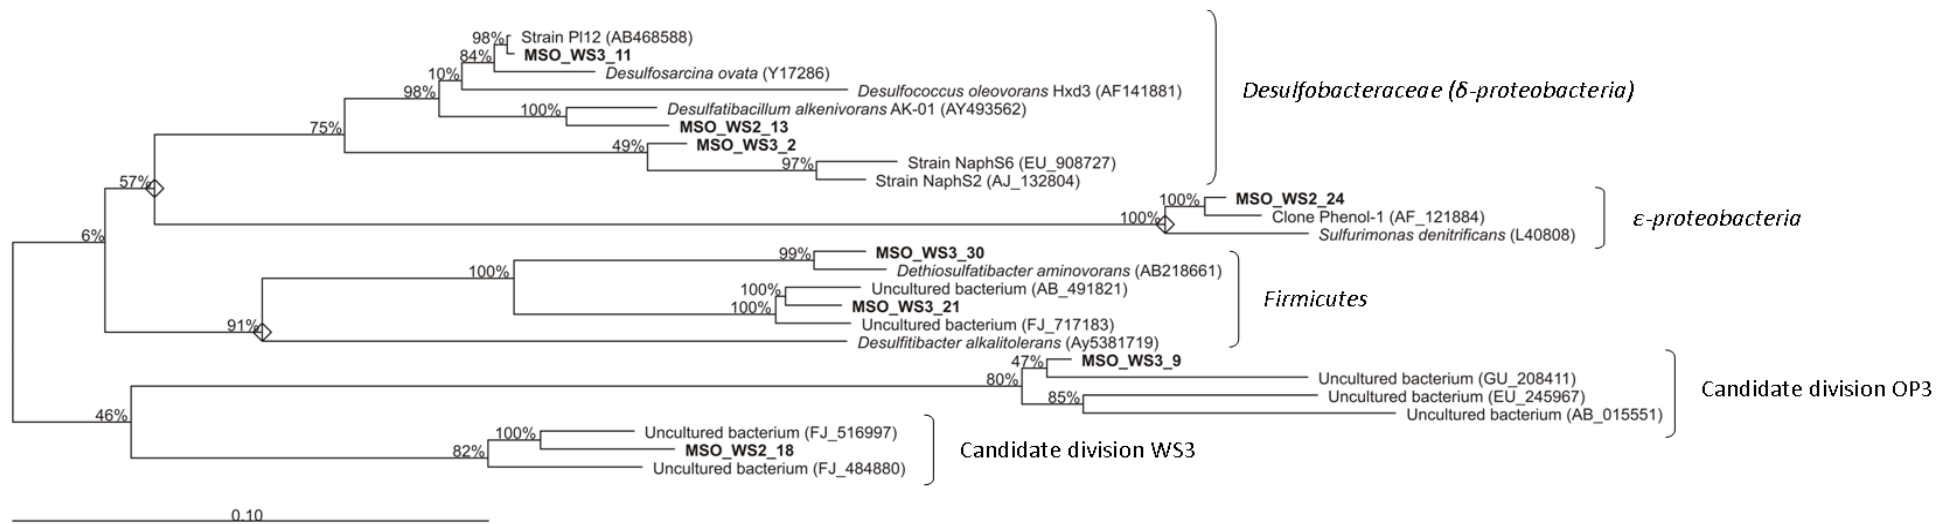 98%
Strain Pl12 (AB468588)
MSO_WS3_11
84%
Desulfosarcina ovata (Y17286)
10%
Desulfococcus oleovorans Hxd3 (AF141881)
Desulfobacteraceae (δ-proteobacteria)
98%
100%
Desulfatibacillum alkenivorans AK-01 (AY493562)
MSO_WS2_13
75%
MSO_WS3_2
49%
97%
Strain NaphS6 (EU_908727)
Strain NaphS2 (AJ_132804)
57%
100%
MSO_WS2_24
100%
Clone Phenol-1 (AF_121884)
ε-proteobacteria
Sulfurimonas denitrificans (L40808)
6%
99%
MSO_WS3_30
100%
Dethiosulfatibacter aminovorans (AB218661)
100%
Uncultured bacterium (AB_491821)
Firmicutes
100%
MSO_WS3_21
91%
Uncultured bacterium (FJ_717183)
Desulfitibacter alkalitolerans (Ay5381719)
47%
MSO_WS3_9
80%
Uncultured bacterium (GU_208411)
Candidate division OP3
85%
Uncultured bacterium (EU_245967)
Uncultured bacterium (AB_015551)
46%
100%
Uncultured bacterium (FJ_516997)
82%
MSO_WS2_18
Candidate division WS3
Uncultured bacterium (FJ_484880)
0.10